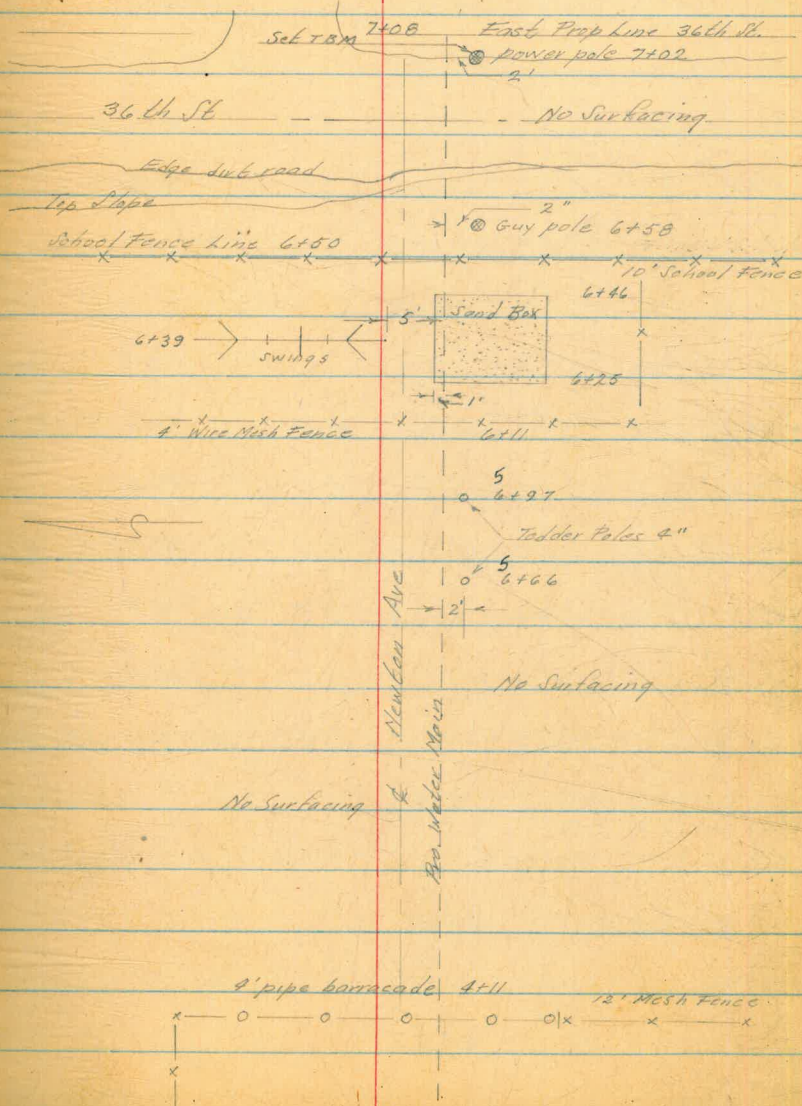 Set TBM 7+08 East Prop Line 36th St.
power pole 7+02
2'
36th St No Surfacing
Edge dirt road
Top Slope
2"
Guy pole 6+58
School Fence Line 6+50
10' School Fence
6+46
5' Sand Box
6+39
swings
6+25
1"
4' Wire Mesh Fence 6+11
5
6+97
Tedder Poles 4"
5
6+66
2'
Newton Ave
No Surfacing
Water Main
No Surfacing
4' pipe barracade 4+11
12' Mesh Fence